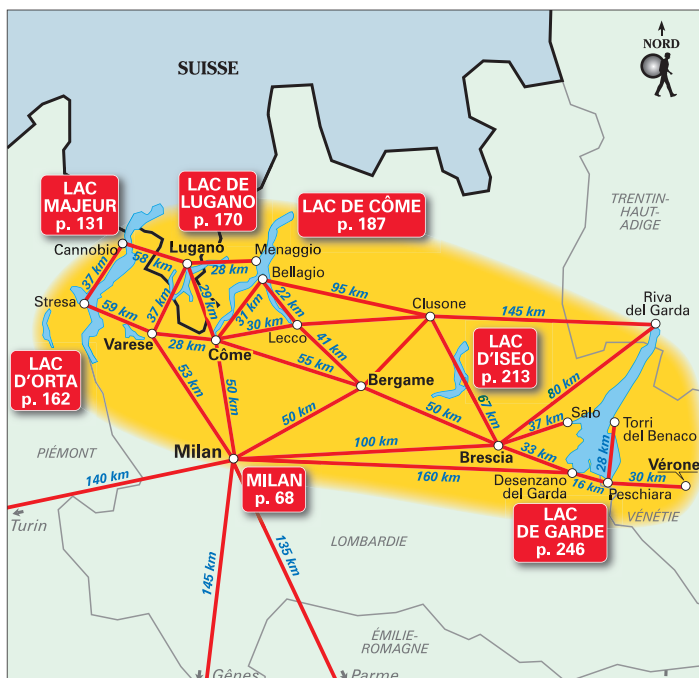 NORD
SUISSE
LAC
MAJEUR
p. 131
LAC DE
LUGANO
p. 170
LAC DE CÔME
p. 187
TRENTIN-
HAUT-
ADIGE
Cannobio
58 km
Lugano
28 km
Menaggio
Bellagio
37 km
Stresa
59 km
37 km
29 km
31 km
22 km
95 km
Clusone
145 km
Riva
del Garda
Varese
28 km
Côme
30 km
Lecco
41 km
LAC
D'ORTA
p. 162
LAC
D'ISEO
p. 213
53 km
50 km
55 km
Bergame
67 km
80 km
50 km
50 km
37 km
Salo
Torri
del Benaco
28 km
Milan
100 km
Brescia
33 km
160 km
Desenzano
del Garda
16 km
Peschiara
30 km
Vérone
PIÉMONT
140 km
Turin
MILAN
p. 68
LAC
DE GARDE
p. 246
VÉNÉTIE
LOMBARDIE
145 km
135 km
ÉMILIE-
ROMAGNE
Gênes
Parme